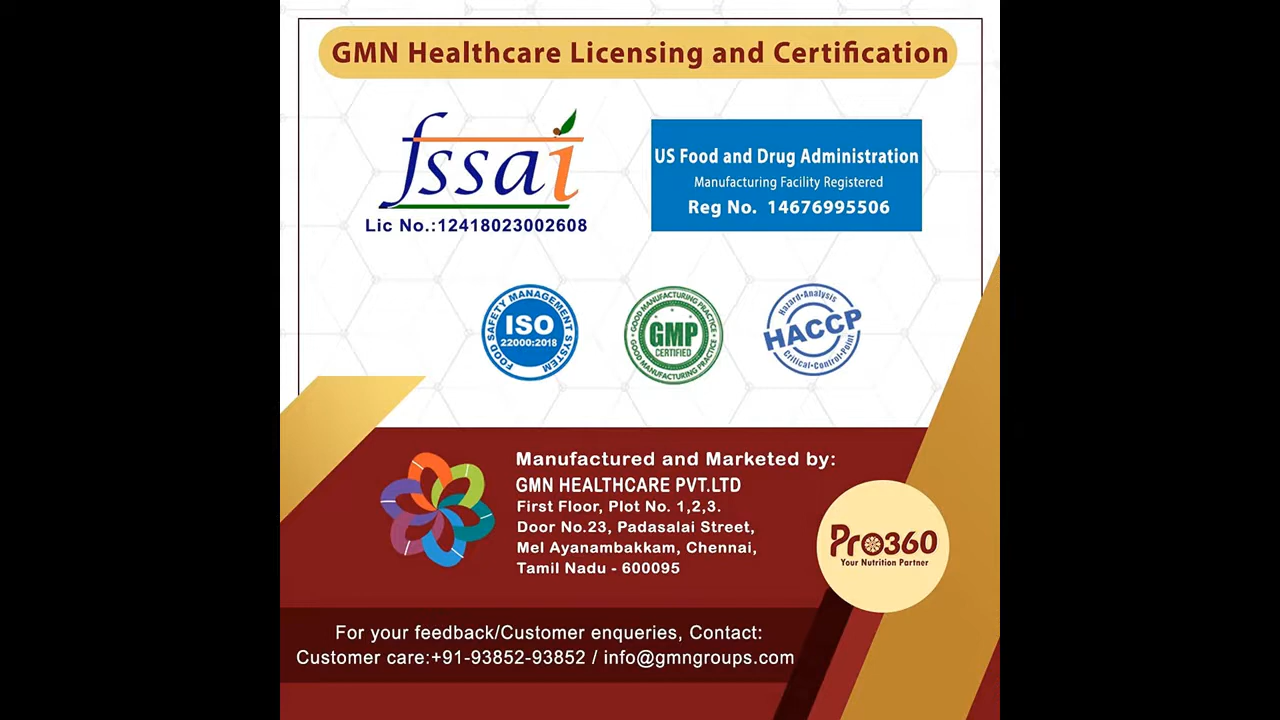 GMN Healthcare Licensing and Certification
fssai
Lic No.:12418023002608
US Food and Drug Administration
Manufacturing Facility Registered
Reg No. 14676995506
FOOD SAFETY MANAGEMENT SYSTEM
ISO
22000:2018
GOOD MANUFACTURING PRACTICE
GMP
CERTIFIED
GOOD MANUFACTURING PRACTICE
Hazard•Analysis
HACCP
Critical•Control•Point
Manufactured and Marketed by:
GMN HEALTHCARE PVT.LTD
First Floor, Plot No. 1,2,3.
Door No.23, Padasalai Street,
Mel Ayanambakkam, Chennai,
Tamil Nadu - 600095
Pro360
Your Nutrition Partner
For your feedback/Customer enqueries, Contact:
Customer care:+91-93852-93852 / info@gmngroups.com